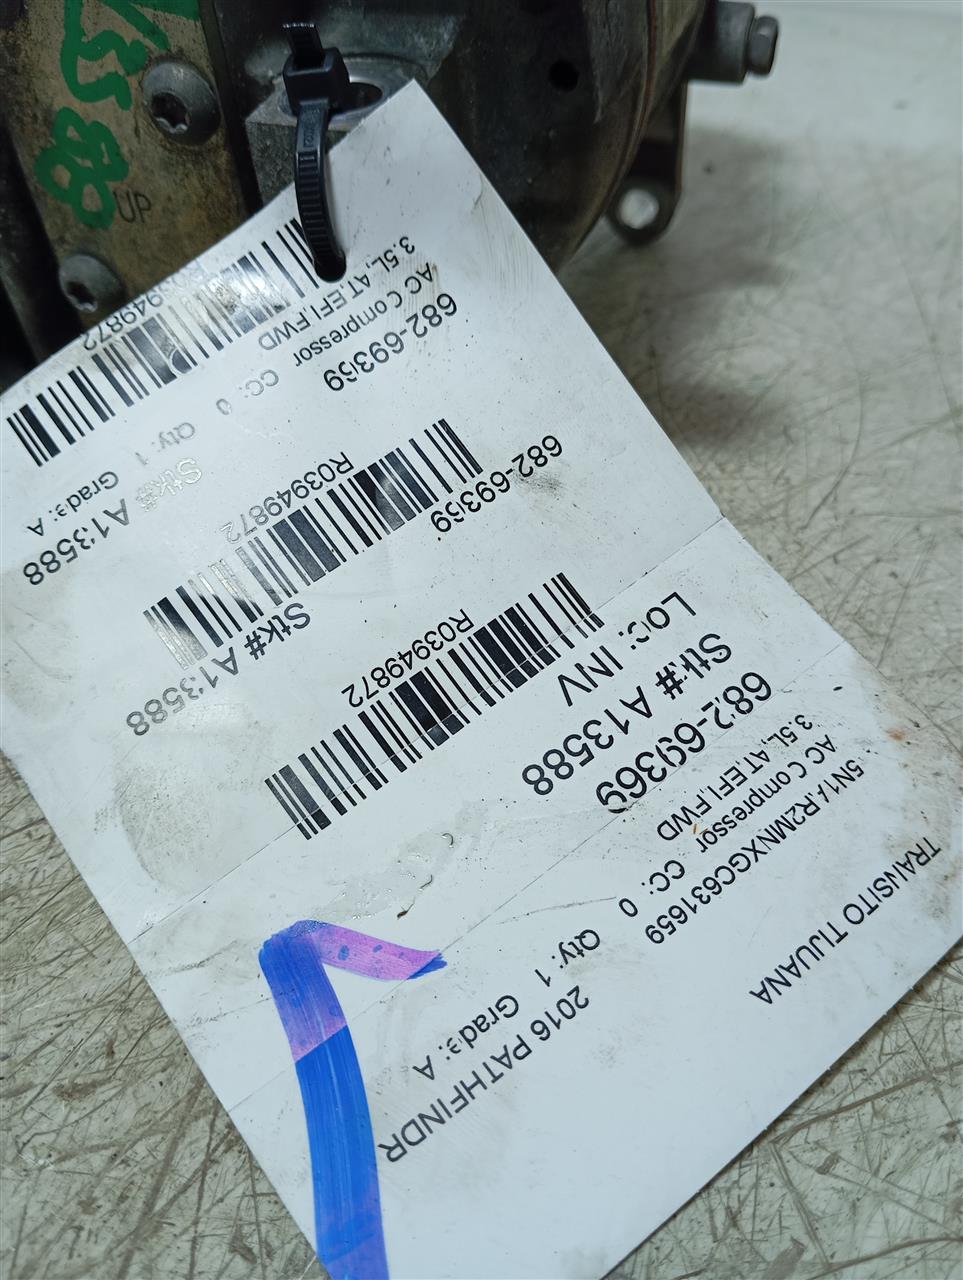 TRANSITO TIJUANA
2016 PATHFINDR
5N1AR2MNXGC631659
AC Compressor CC: 0 Qty: 1 Grade: A
3.5L,AT,EFI,FWD
682-69369
Stk# A13588
Loc: INV
R03949872
682-69369
Stk# A13588
R03949872
682-69369
AC Compressor CC: 0 Qty: 1 Grade: A
3.5L,AT,EFI,FWD
Stk# A13588
UP